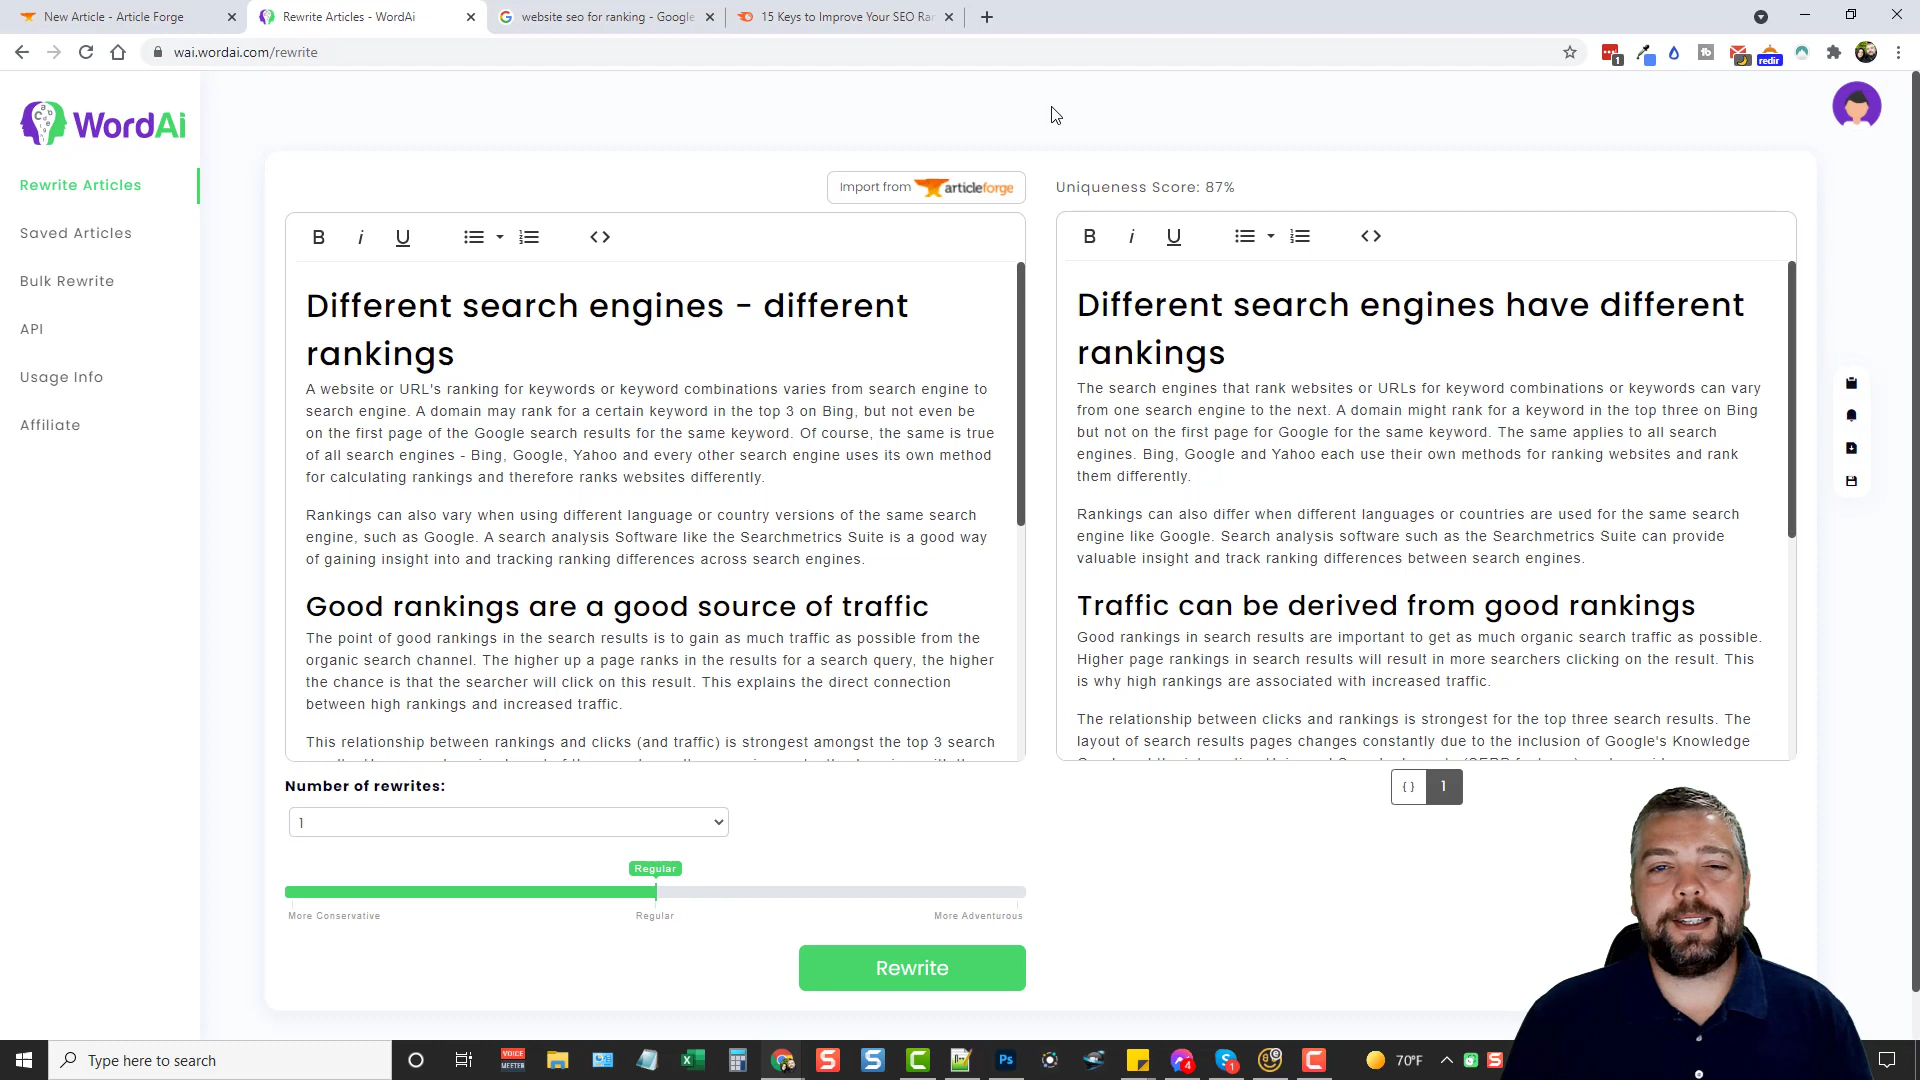 New Article - Article Forge
Rewrite Articles - WordAi
website seo for ranking - Google
15 Keys to Improve Your SEO Ran
wai.wordai.com/rewrite
1
redir
WordAi
Rewrite Articles
Saved Articles
Bulk Rewrite
API
Usage Info
Affiliate
Import from articleforge
Uniqueness Score: 87%
B i U
B i U
Different search engines - different
rankings
A website or URL's ranking for keywords or keyword combinations varies from search engine to
search engine. A domain may rank for a certain keyword in the top 3 on Bing, but not even be
on the first page of the Google search results for the same keyword. Of course, the same is true
of all search engines - Bing, Google, Yahoo and every other search engine uses its own method
for calculating rankings and therefore ranks websites differently.
Rankings can also vary when using different language or country versions of the same search
engine, such as Google. A search analysis Software like the Searchmetrics Suite is a good way
of gaining insight into and tracking ranking differences across search engines.
Good rankings are a good source of traffic
The point of good rankings in the search results is to gain as much traffic as possible from the
organic search channel. The higher up a page ranks in the results for a search query, the higher
the chance is that the searcher will click on this result. This explains the direct connection
between high rankings and increased traffic.
This relationship between rankings and clicks (and traffic) is strongest amongst the top 3 search
Different search engines have different
rankings
The search engines that rank websites or URLs for keyword combinations or keywords can vary
from one search engine to the next. A domain might rank for a keyword in the top three on Bing
but not on the first page for Google for the same keyword. The same applies to all search
engines. Bing, Google and Yahoo each use their own methods for ranking websites and rank
them differently.
Rankings can also differ when different languages or countries are used for the same search
engine like Google. Search analysis software such as the Searchmetrics Suite can provide
valuable insight and track ranking differences between search engines.
Traffic can be derived from good rankings
Good rankings in search results are important to get as much organic search traffic as possible.
Higher page rankings in search results will result in more searchers clicking on the result. This
is why high rankings are associated with increased traffic.
The relationship between clicks and rankings is strongest for the top three search results. The
layout of search results pages changes constantly due to the inclusion of Google's Knowledge
{ } 1
Number of rewrites:
1
Regular
More Conservative
Regular
More Adventurous
Rewrite
Type here to search
VOICE
MEETER
Ps
4
1
70°F